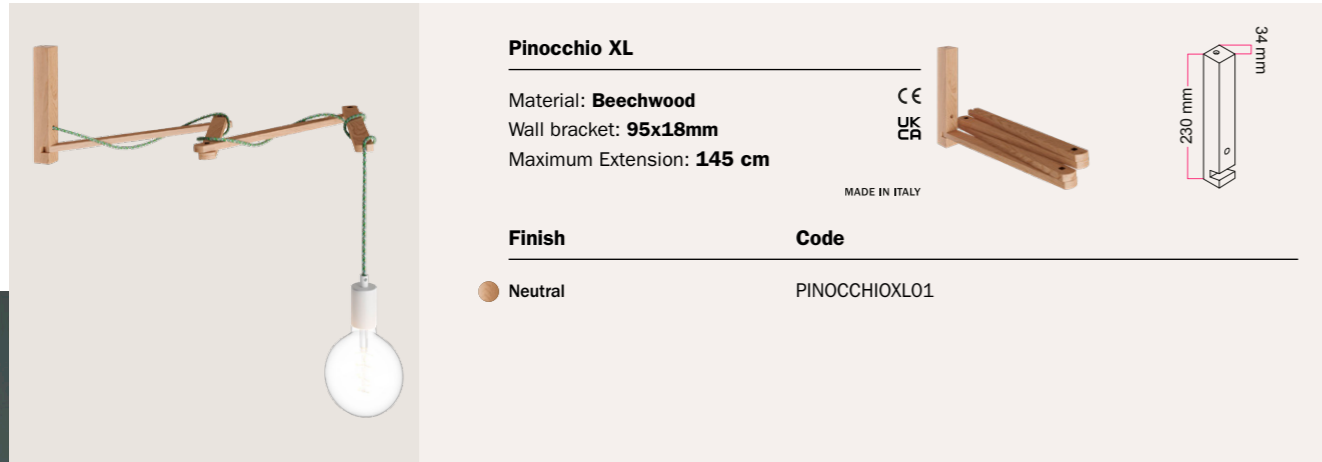 Pinocchio XL
Material: Beechwood
Wall bracket: 95x18mm
Maximum Extension: 145 cm
CE
UK
CA
MADE IN ITALY
34 mm
230 mm
Finish Code
Neutral PINOCCHIOXL01